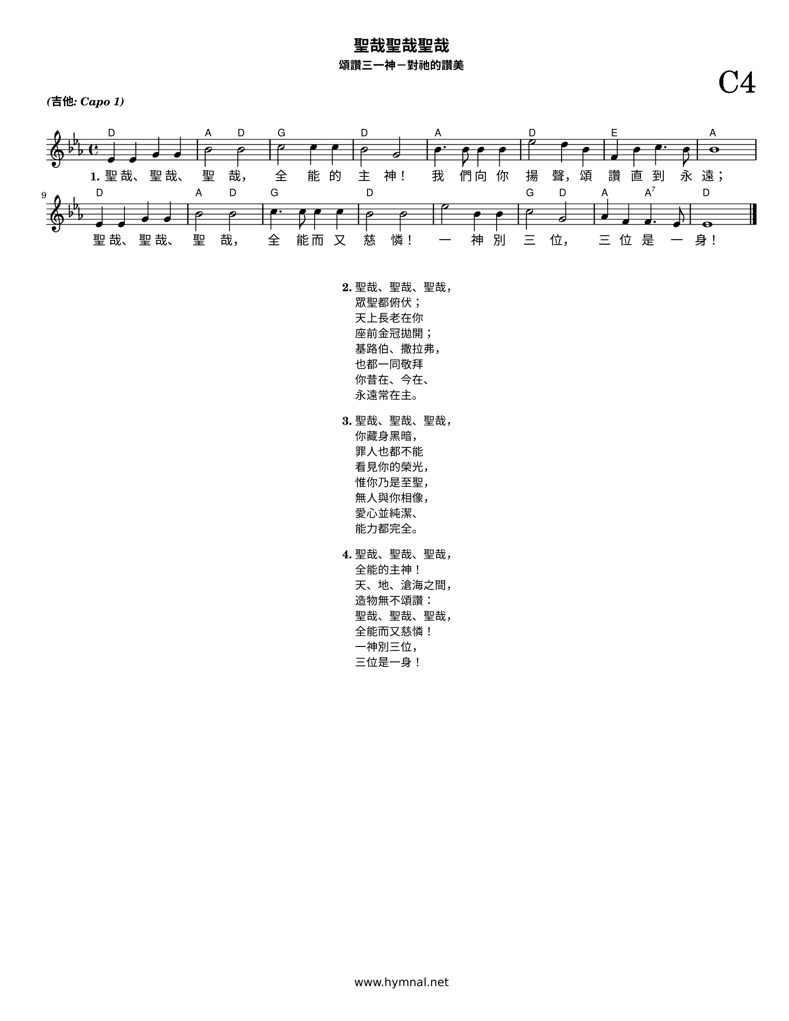 聖哉聖哉聖哉
頌讚三一神－對祂的讚美
C4
(吉他: Capo 1)
D A D G D A D E A
1. 聖哉、聖哉、聖哉，全能的主神！我們向你揚聲，頌讚直到永遠；
9
D A D G D G D A A7 D
聖哉、聖哉、聖哉，全能而又慈憐！一神別三位，三位是一身！
2. 聖哉、聖哉、聖哉，
眾聖都俯伏；
天上長老在你
座前金冠拋開；
基路伯、撒拉弗，
也都一同敬拜
你昔在、今在、
永遠常在主。
3. 聖哉、聖哉、聖哉，
你藏身黑暗，
罪人也都不能
看見你的榮光，
惟你乃是至聖，
無人與你相像，
愛心並純潔、
能力都完全。
4. 聖哉、聖哉、聖哉，
全能的主神！
天、地、滄海之間，
造物無不頌讚：
聖哉、聖哉、聖哉，
全能而又慈憐！
一神別三位，
三位是一身！
www.hymnal.net